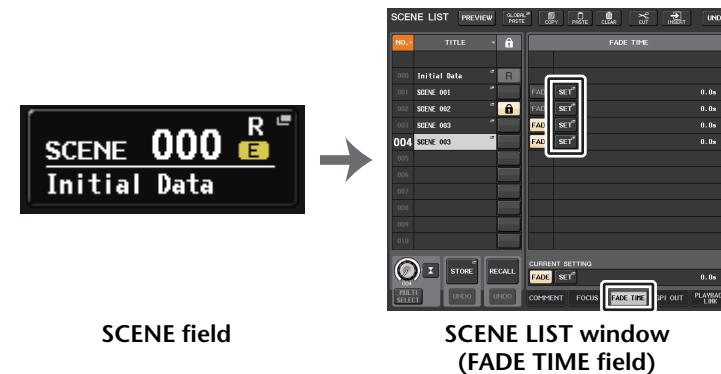 SCENE 000 R E
Initial Data
SCENE field
SCENE LIST PREVIEW GLOBAL PASTE COPY PASTE CLEAR CUT INSERT UNDO
NO. TITLE FADE TIME
000 Initial Data R
001 SCENE 001 FADE SET 0.0s
002 SCENE 002 FADE SET 0.0s
003 SCENE 003 FAD SET 0.0s
004 SCENE 003 FAD SET 0.0s
005
006
007
008
009
010
CURRENT SETTING
FADE SET 0.0s
004
STORE RECALL
MULTI SELECT UNDO UNDO
COMMENT FOCUS FADE TIME GPI OUT PLAYBACK LINK
SCENE LIST window
(FADE TIME field)